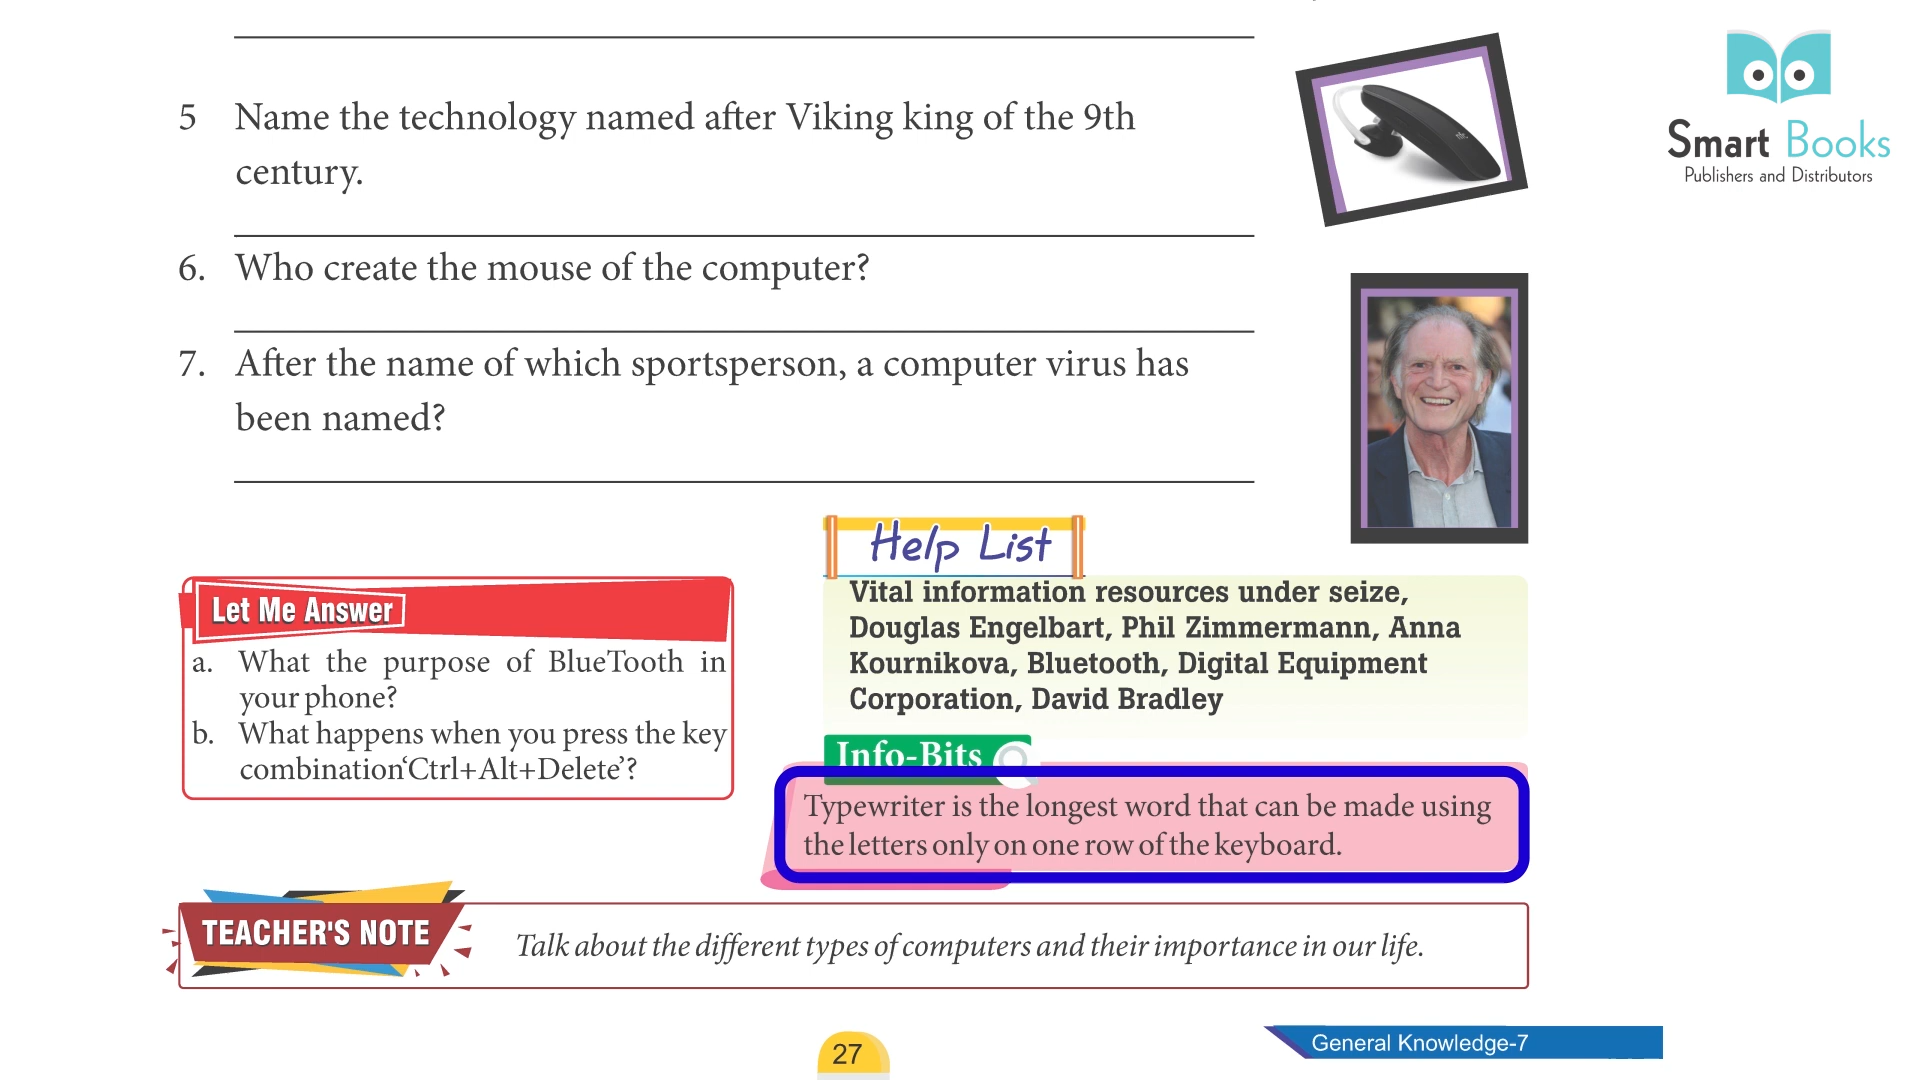 Smart Books
Publishers and Distributors
5 Name the technology named after Viking king of the 9th
century.
6. Who create the mouse of the computer?
7. After the name of which sportsperson, a computer virus has
been named?
Help List
Vital information resources under seize,
Douglas Engelbart, Phil Zimmermann, Anna
Kournikova, Bluetooth, Digital Equipment
Corporation, David Bradley
Let Me Answer
a. What the purpose of BlueTooth in
your phone?
b. What happens when you press the key
combination‘Ctrl+Alt+Delete’?
Info-Bits
Typewriter is the longest word that can be made using
the letters only on one row of the keyboard.
TEACHER'S NOTE
Talk about the different types of computers and their importance in our life.
27
General Knowledge-7